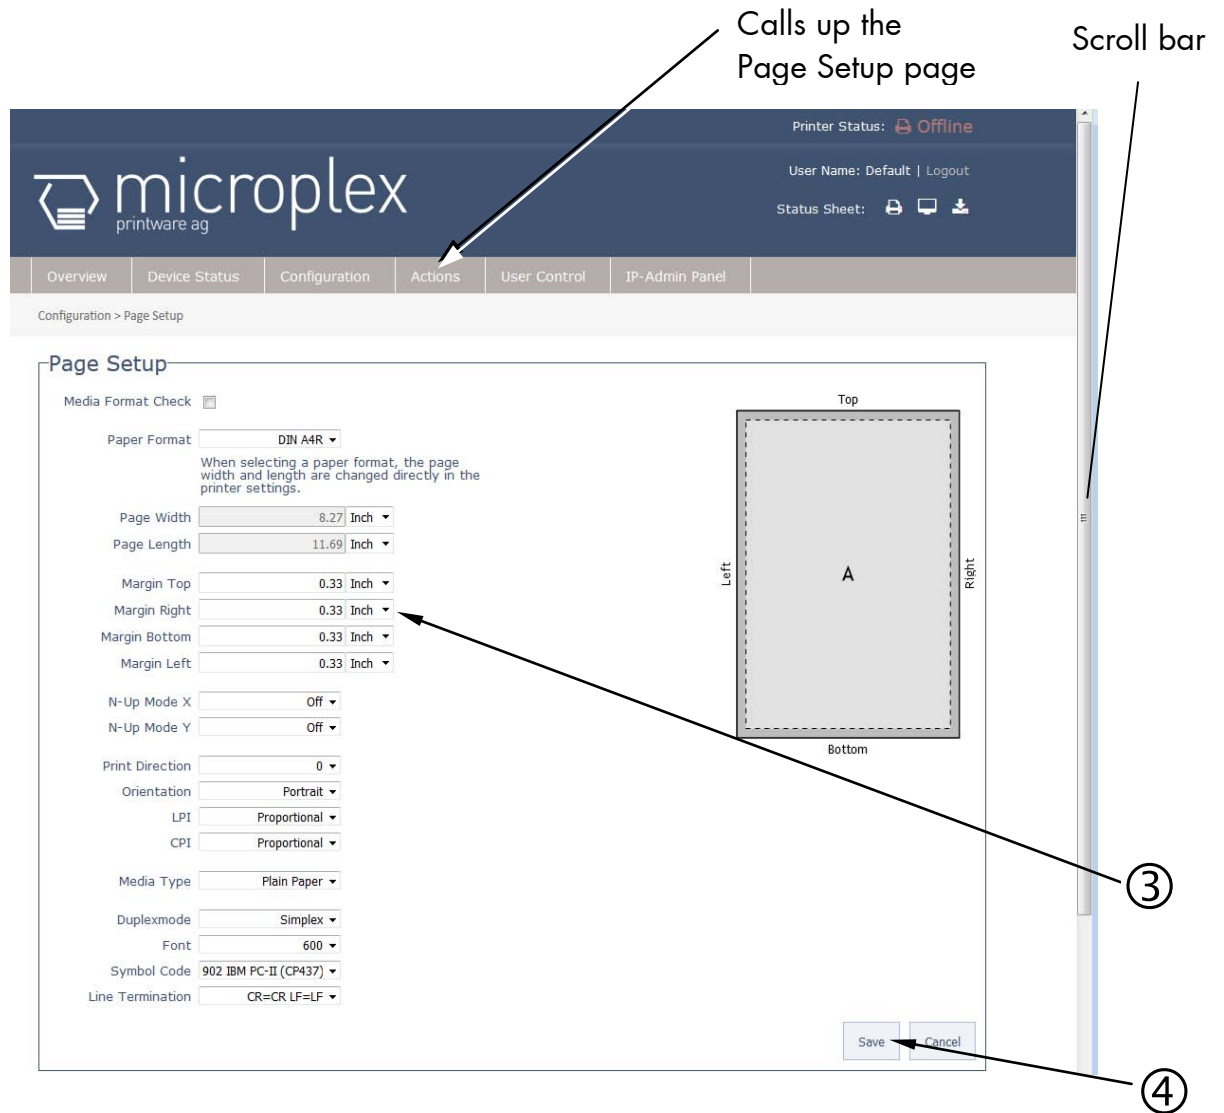 Calls up the
Page Setup page
Scroll bar
Printer Status: Offline
microplex
printware ag
User Name: Default | Logout
Status Sheet:
Overview Device Status Configuration Actions User Control IP-Admin Panel
Configuration > Page Setup
Page Setup
Media Format Check
Paper Format DIN A4R
When selecting a paper format, the page
width and length are changed directly in the
printer settings.
Page Width 8.27 Inch
Page Length 11.69 Inch
Margin Top 0.33 Inch
Margin Right 0.33 Inch
Margin Bottom 0.33 Inch
Margin Left 0.33 Inch
N-Up Mode X Off
N-Up Mode Y Off
Print Direction 0
Orientation Portrait
LPI Proportional
CPI Proportional
Media Type Plain Paper
Duplexmode Simplex
Font 600
Symbol Code 902 IBM PC-II (CP437)
Line Termination CR=CR LF=LF
Top
Left
A
Right
Bottom
③
Save Cancel
④